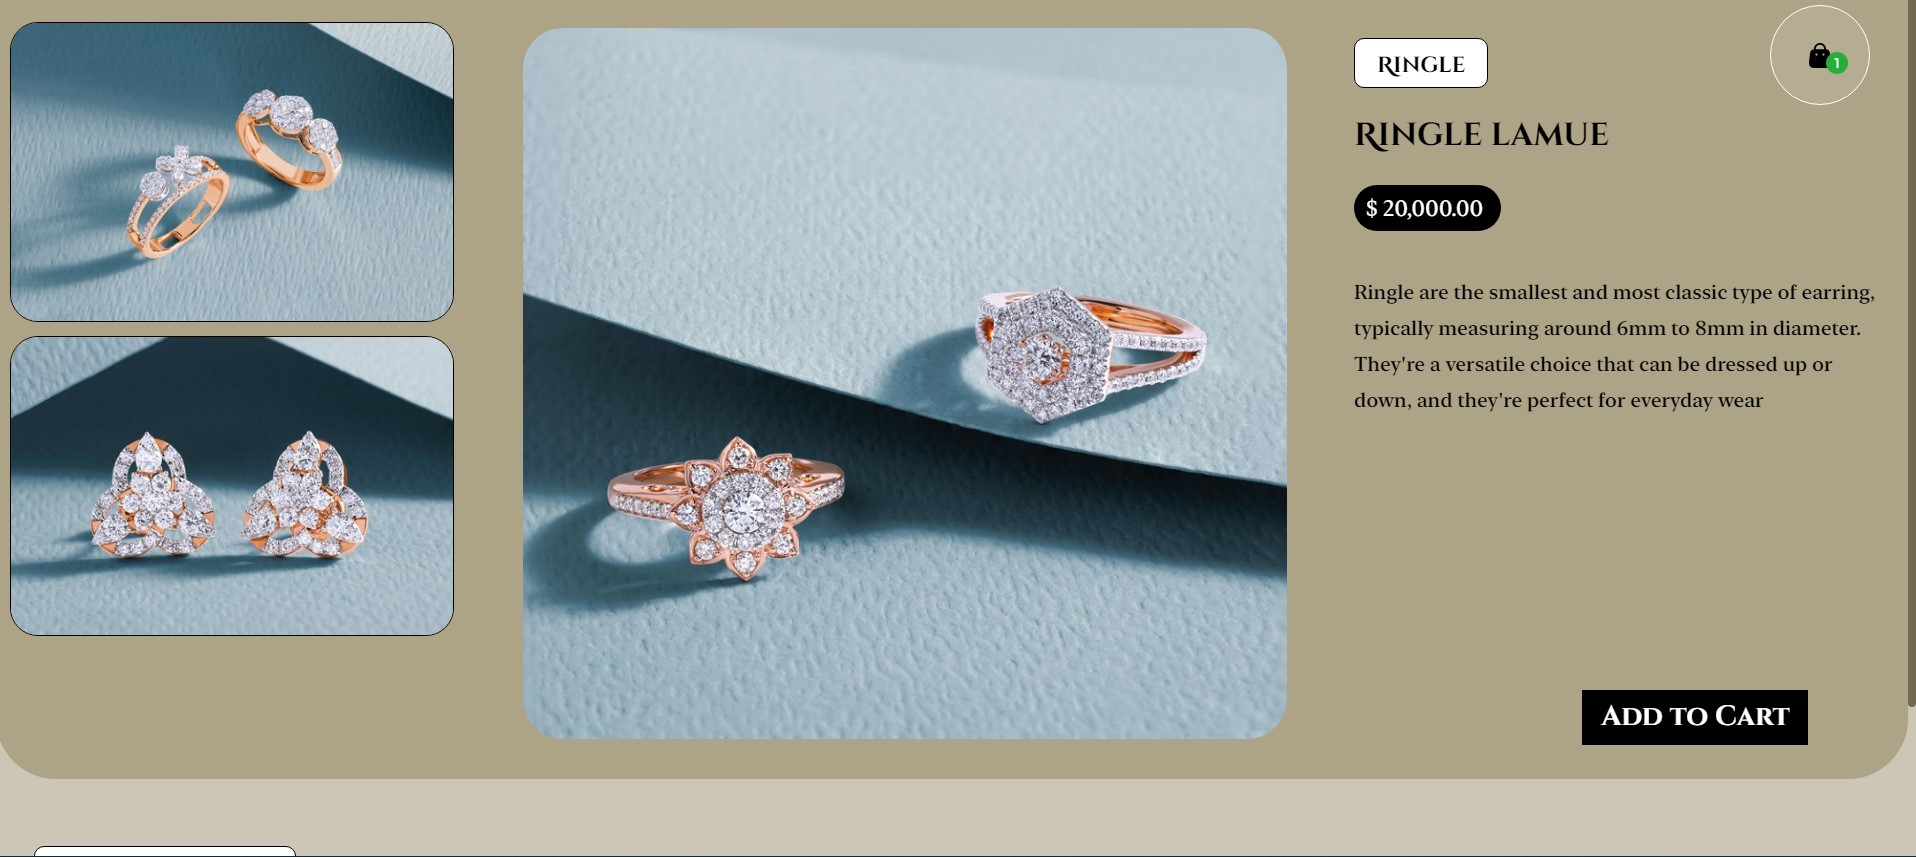 Ringle
1
Ringle lamue
$ 20,000.00
Ringle are the smallest and most classic type of earring,
typically measuring around 6mm to 8mm in diameter.
They're a versatile choice that can be dressed up or
down, and they're perfect for everyday wear
Add to Cart